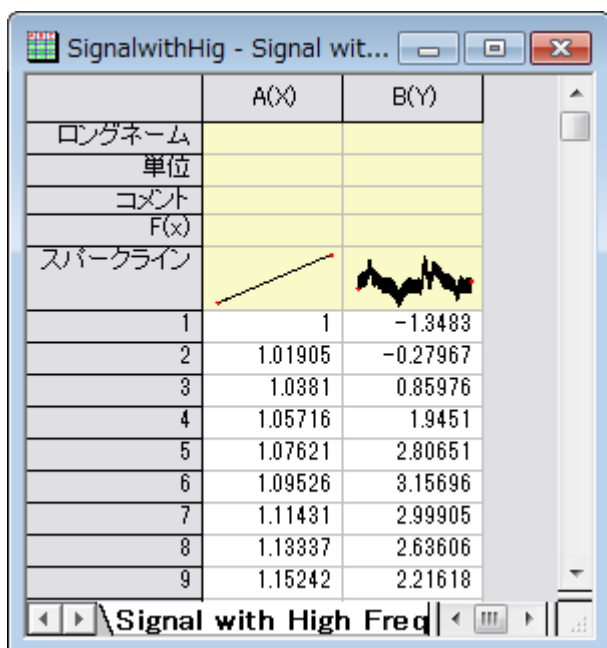 SignalwithHig - Signal wit...
A(X) B(Y)
ロングネーム
単位
コメント
F(x)
スパークライン
1 1 -1.3483
2 1.01905 -0.27967
3 1.0381 0.85976
4 1.05716 1.9451
5 1.07621 2.80651
6 1.09526 3.15696
7 1.11431 2.99905
8 1.13337 2.63606
9 1.15242 2.21618
Signal with High Freq